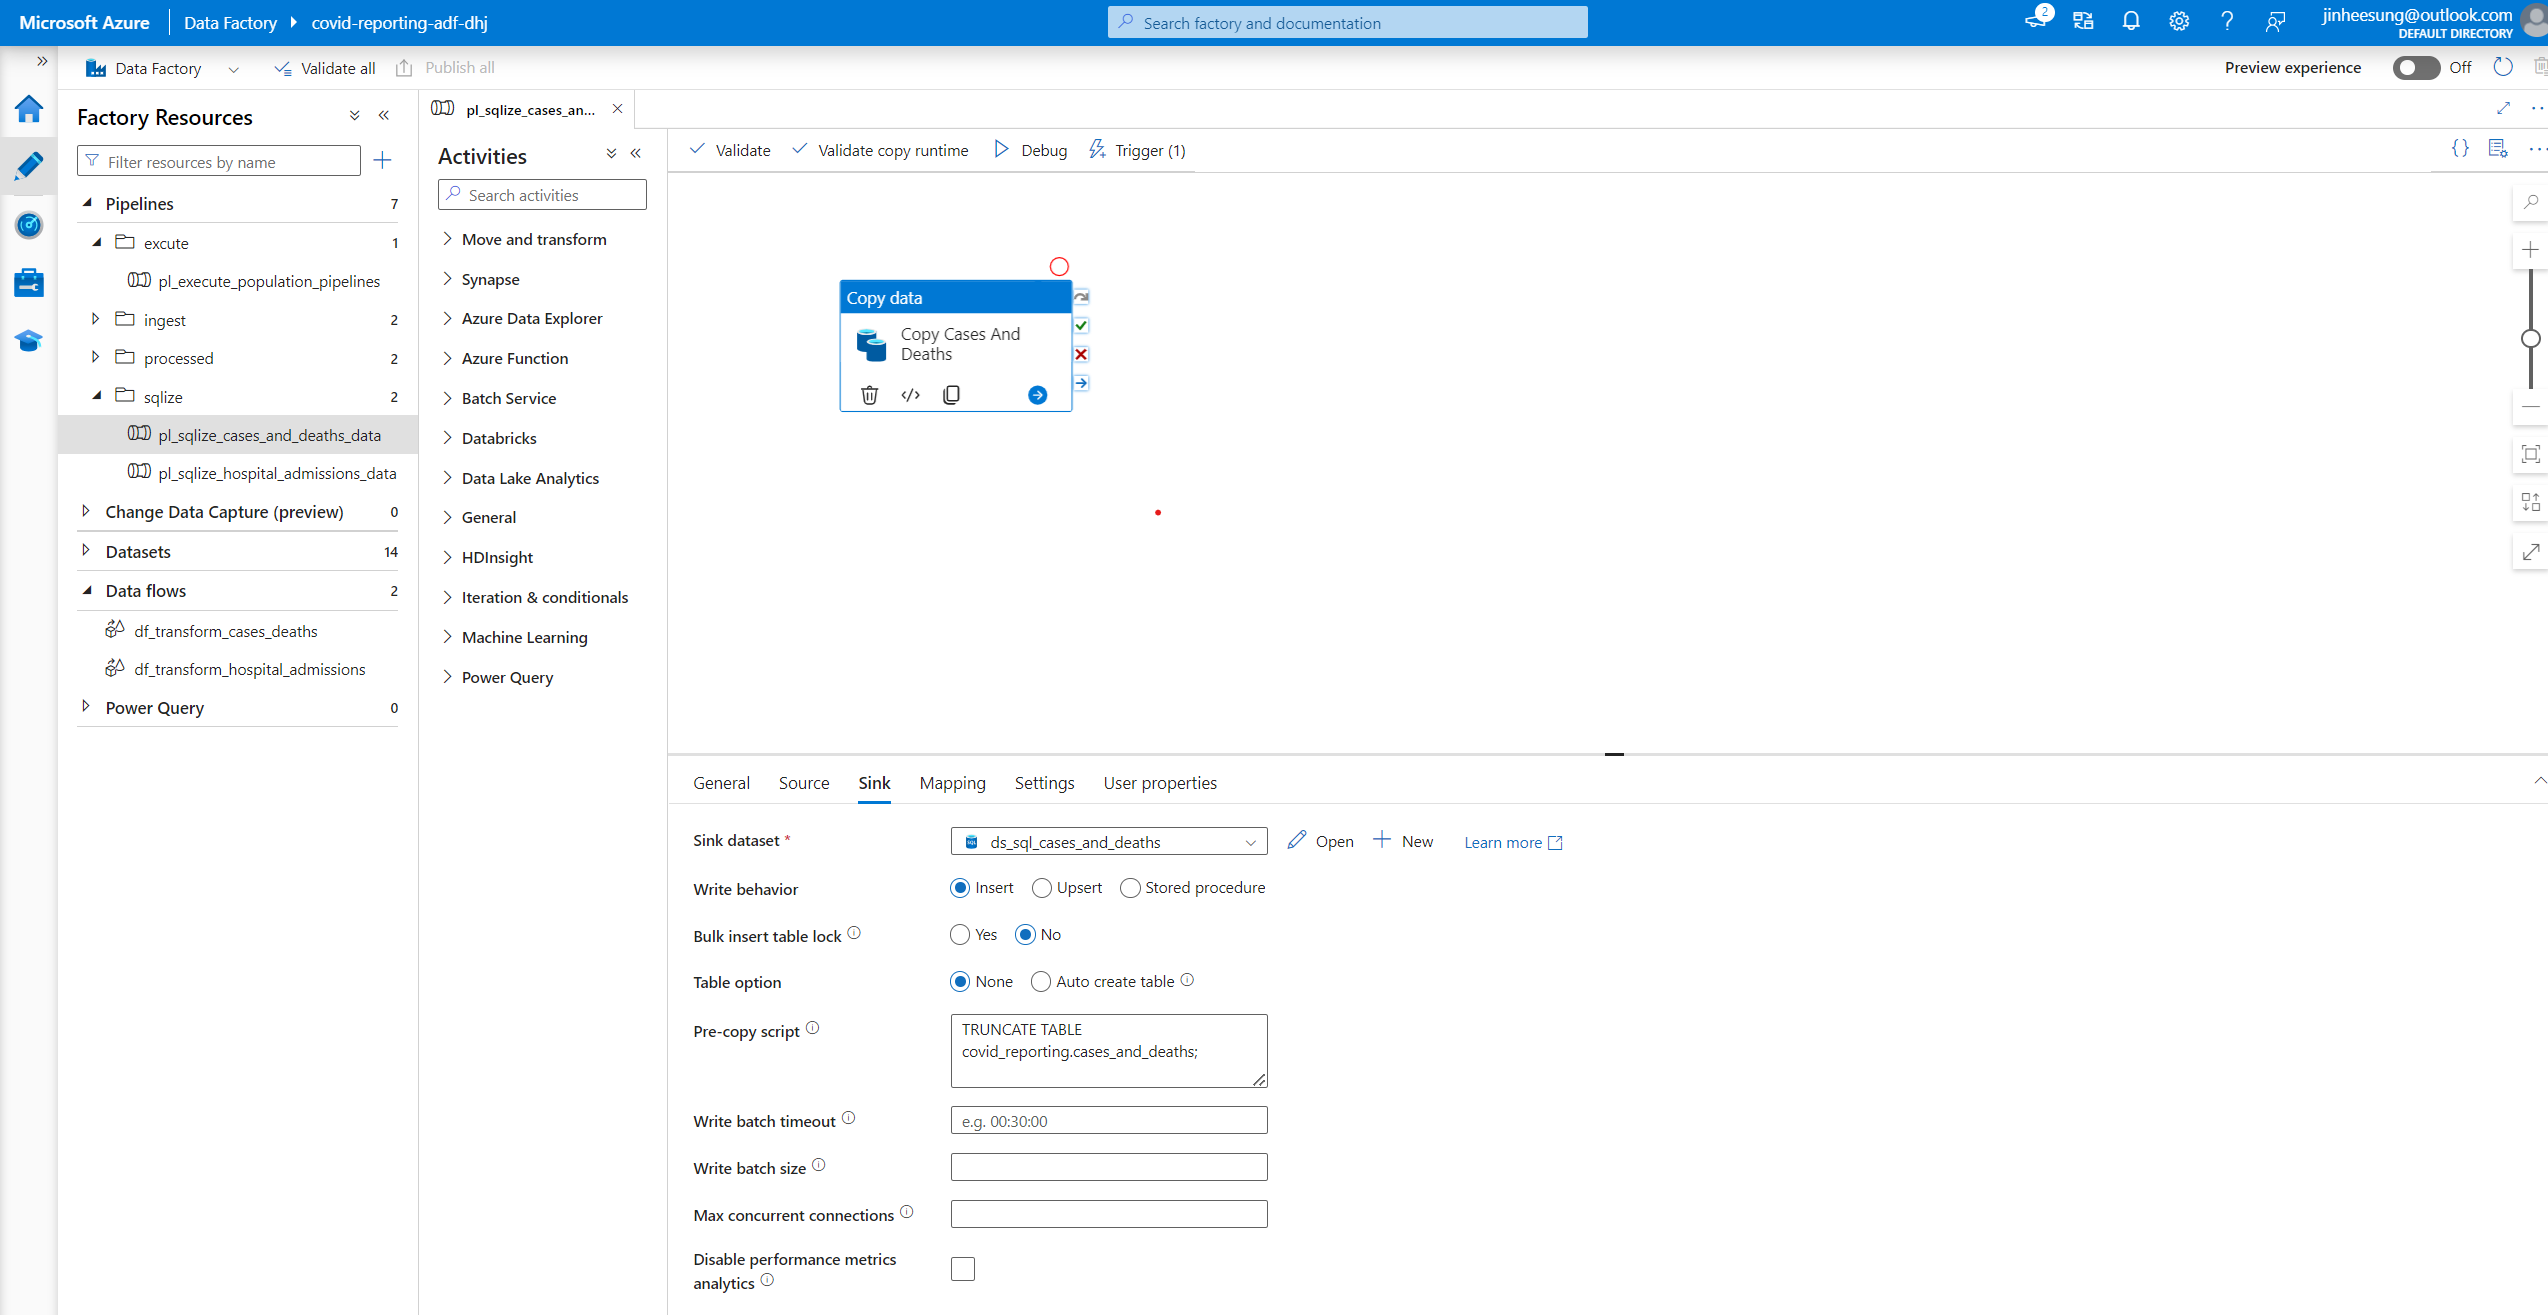 Microsoft Azure
Data Factory
covid-reporting-adf-dhj
Search factory and documentation
2
jinheesung@outlook.com
DEFAULT DIRECTORY
Data Factory
Validate all
Publish all
Preview experience
Off
Factory Resources
Filter resources by name
Pipelines 7
excute 1
pl_execute_population_pipelines
ingest 2
processed 2
sqlize 2
pl_sqlize_cases_and_deaths_data
pl_sqlize_hospital_admissions_data
Change Data Capture (preview) 0
Datasets 14
Data flows 2
df_transform_cases_deaths
df_transform_hospital_admissions
Power Query 0
pl_sqlize_cases_an...
Activities
Search activities
Move and transform
Synapse
Azure Data Explorer
Azure Function
Batch Service
Databricks
Data Lake Analytics
General
HDInsight
Iteration & conditionals
Machine Learning
Power Query
Validate
Validate copy runtime
Debug
Trigger (1)
Copy data
Copy Cases And
Deaths
General
Source
Sink
Mapping
Settings
User properties
Sink dataset *
ds_sql_cases_and_deaths
Open
New
Learn more
Write behavior
Insert
Upsert
Stored procedure
Bulk insert table lock
Yes
No
Table option
None
Auto create table
Pre-copy script
TRUNCATE TABLE
covid_reporting.cases_and_deaths;
Write batch timeout
e.g. 00:30:00
Write batch size
Max concurrent connections
Disable performance metrics
analytics